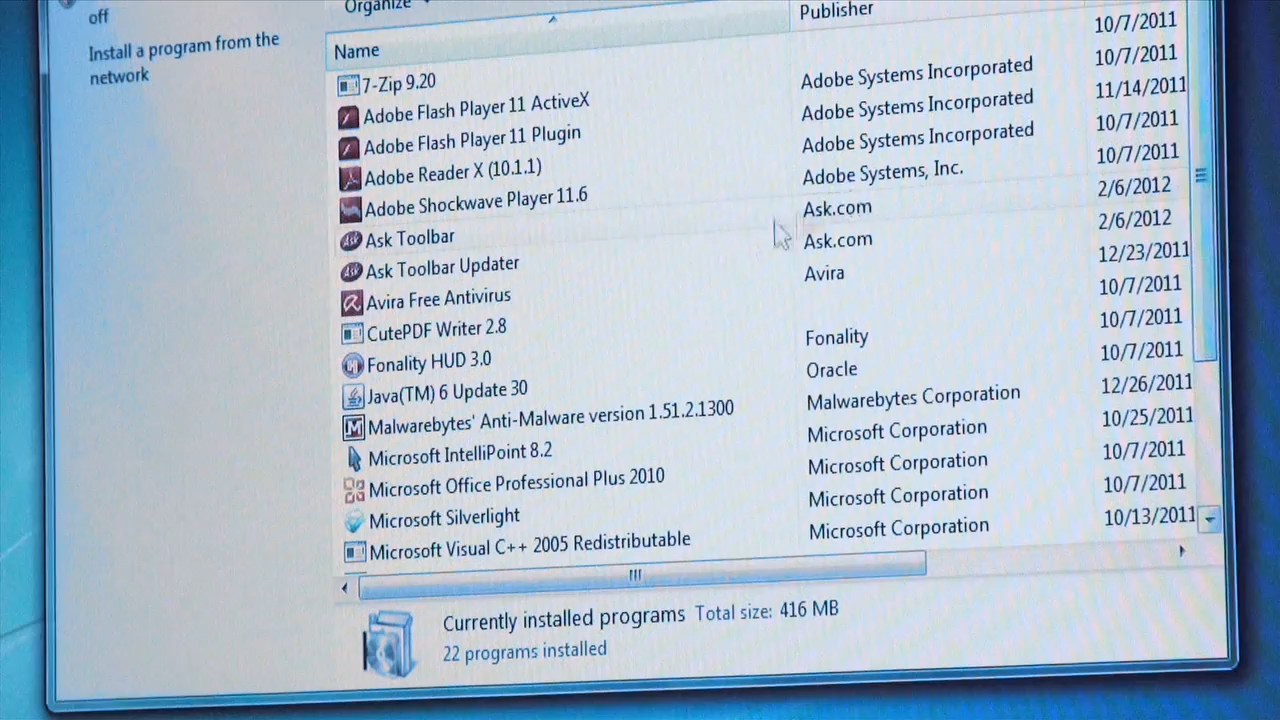 off
Install a program from the
network
Organize
Name
Publisher
7-Zip 9.20
10/7/2011
Adobe Flash Player 11 ActiveX
Adobe Systems Incorporated
10/7/2011
Adobe Flash Player 11 Plugin
Adobe Systems Incorporated
11/14/2011
Adobe Reader X (10.1.1)
Adobe Systems Incorporated
10/7/2011
Adobe Shockwave Player 11.6
Adobe Systems, Inc.
10/7/2011
Ask Toolbar
Ask.com
2/6/2012
Ask Toolbar Updater
Ask.com
2/6/2012
Avira Free Antivirus
Avira
12/23/2011
CutePDF Writer 2.8
10/7/2011
Fonality HUD 3.0
Fonality
10/7/2011
Java(TM) 6 Update 30
Oracle
10/7/2011
Malwarebytes' Anti-Malware version 1.51.2.1300
Malwarebytes Corporation
12/26/2011
Microsoft IntelliPoint 8.2
Microsoft Corporation
10/25/2011
Microsoft Office Professional Plus 2010
Microsoft Corporation
10/7/2011
Microsoft Silverlight
Microsoft Corporation
10/7/2011
Microsoft Visual C++ 2005 Redistributable
Microsoft Corporation
10/13/2011
Currently installed programs Total size: 416 MB
22 programs installed